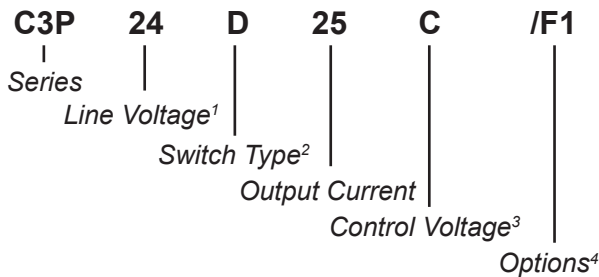 C3P 24 D 25 C /F1
Series
Line Voltage¹
Switch Type²
Output Current
Control Voltage³
Options⁴